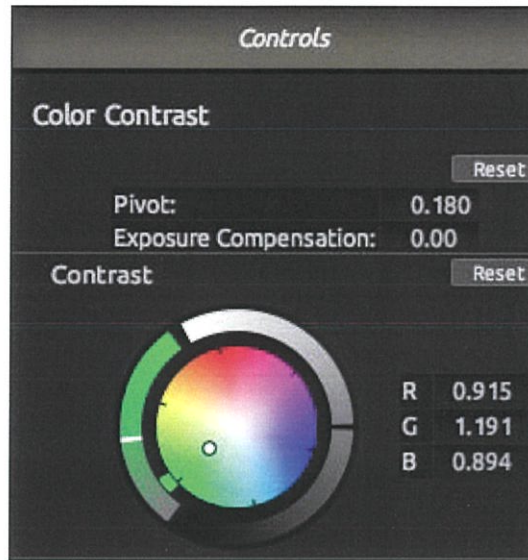 Controls
Color Contrast
Reset
Pivot: 0.180
Exposure Compensation: 0.00
Contrast Reset
R 0.915
G 1.191
B 0.894